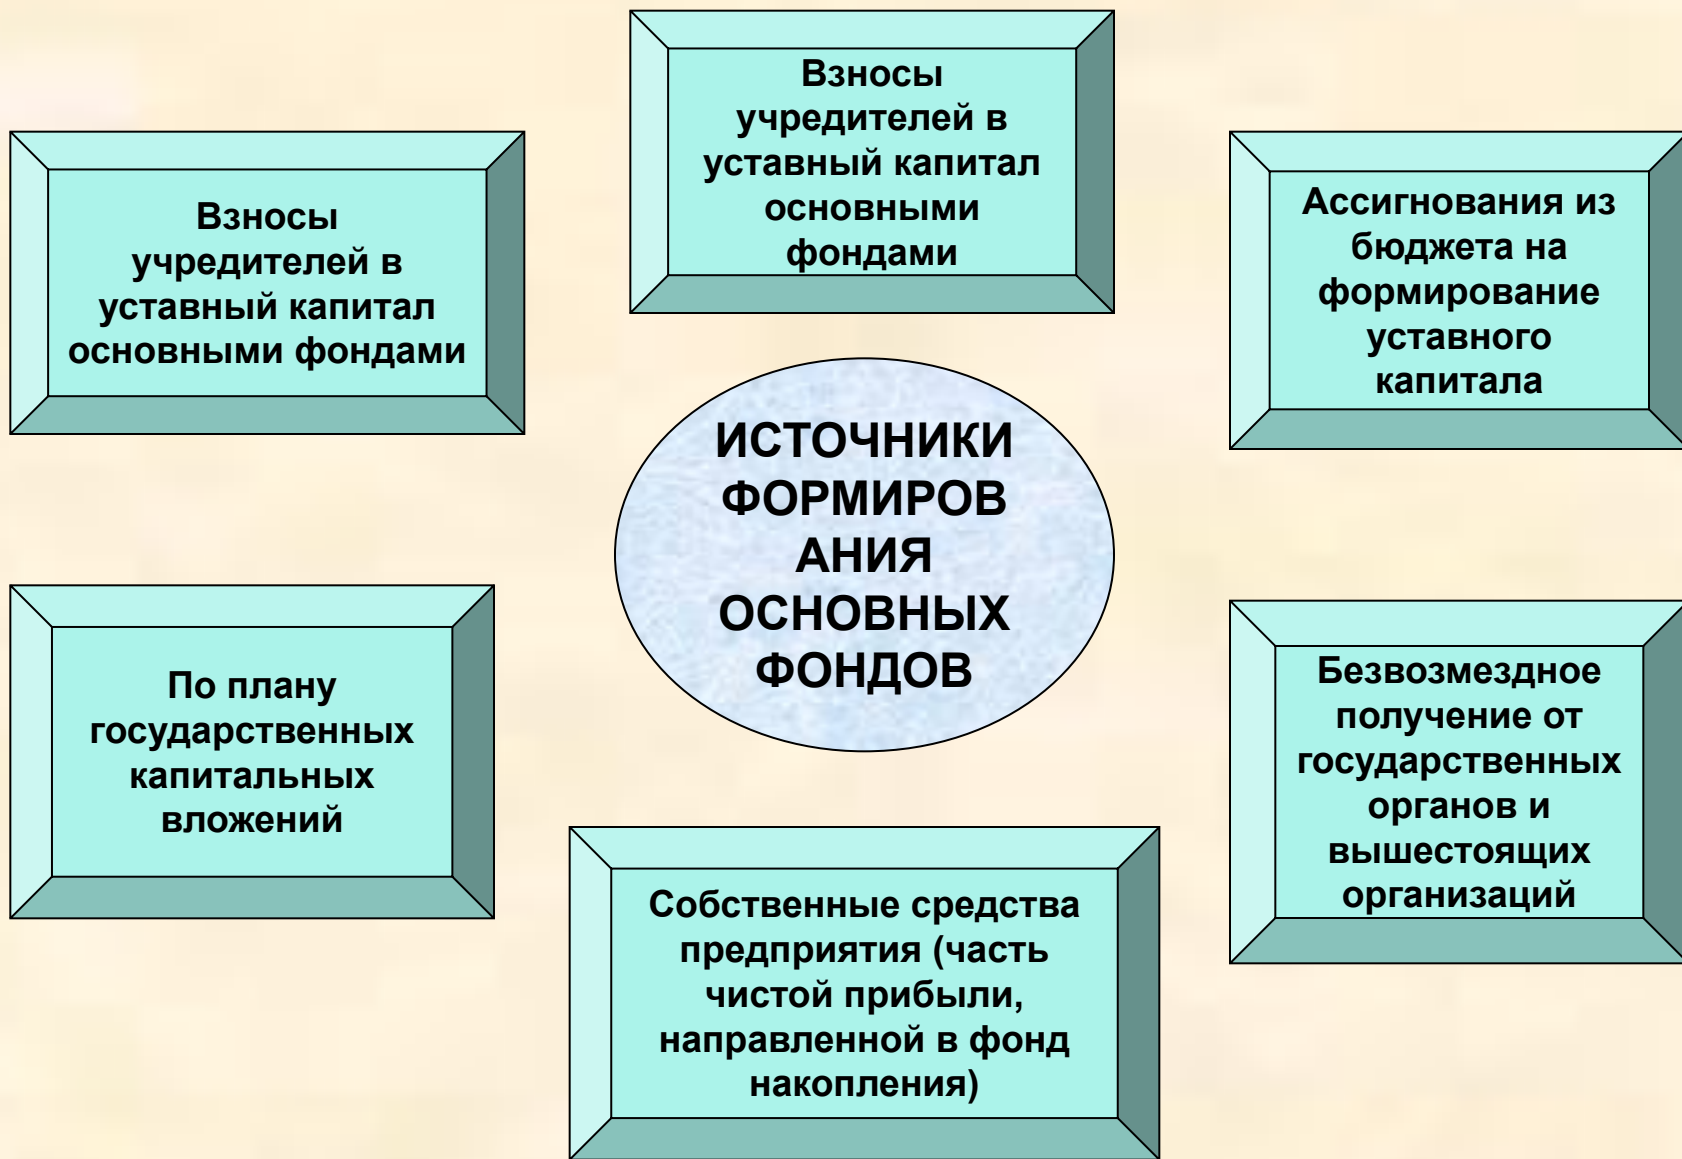 Взносы
учредителей в
уставный капитал
основными
фондами
Взносы
учредителей в
уставный капитал
основными фондами
Ассигнования из
бюджета на
формирование
уставного
капитала
ИСТОЧНИКИ
ФОРМИРОВ
АНИЯ
ОСНОВНЫХ
ФОНДОВ
По плану
государственных
капитальных
вложений
Безвозмездное
получение от
государственных
органов и
вышестоящих
организаций
Собственные средства
предприятия (часть
чистой прибыли,
направленной в фонд
накопления)